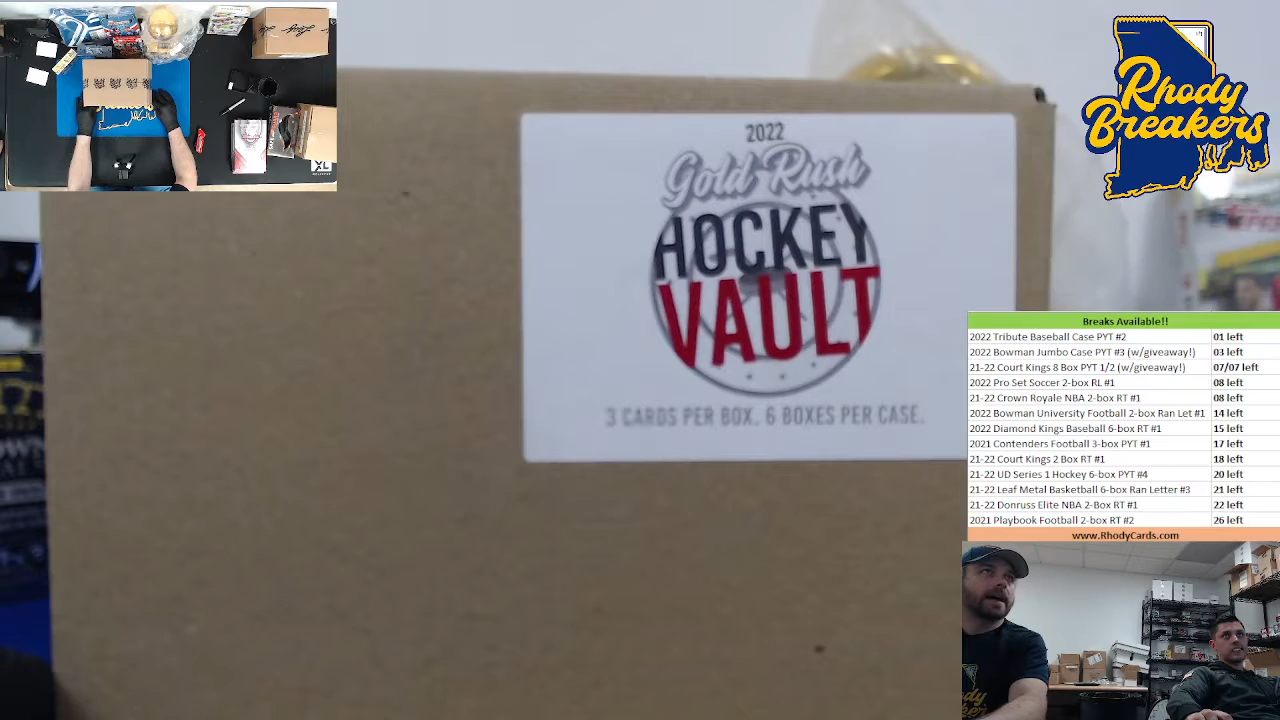 2022
Gold Rush
HOCKEY
VAULT
3 CARDS PER BOX. 6 BOXES PER CASE.
Rhody
Breakers
Breaks Available!!
2022 Tribute Baseball Case PYT #2 01 left
2022 Bowman Jumbo Case PYT #3 (w/giveaway!) 03 left
21-22 Court Kings 8 Box PYT 1/2 (w/giveaway!) 07/07 left
2022 Pro Set Soccer 2-box RL #1 08 left
21-22 Crown Royale NBA 2-box RT #1 08 left
2022 Bowman University Football 2-box Ran Let #1 14 left
2022 Diamond Kings Baseball 6-box RT #1 15 left
2021 Contenders Football 3-box PYT #1 17 left
21-22 Court Kings 2 Box RT #1 18 left
21-22 UD Series 1 Hockey 6-box PYT #4 20 left
21-22 Leaf Metal Basketball 6-box Ran Letter #3 21 left
21-22 Donruss Elite NBA 2-Box RT #1 22 left
2021 Playbook Football 2-box RT #2 26 left
www.RhodyCards.com
XL